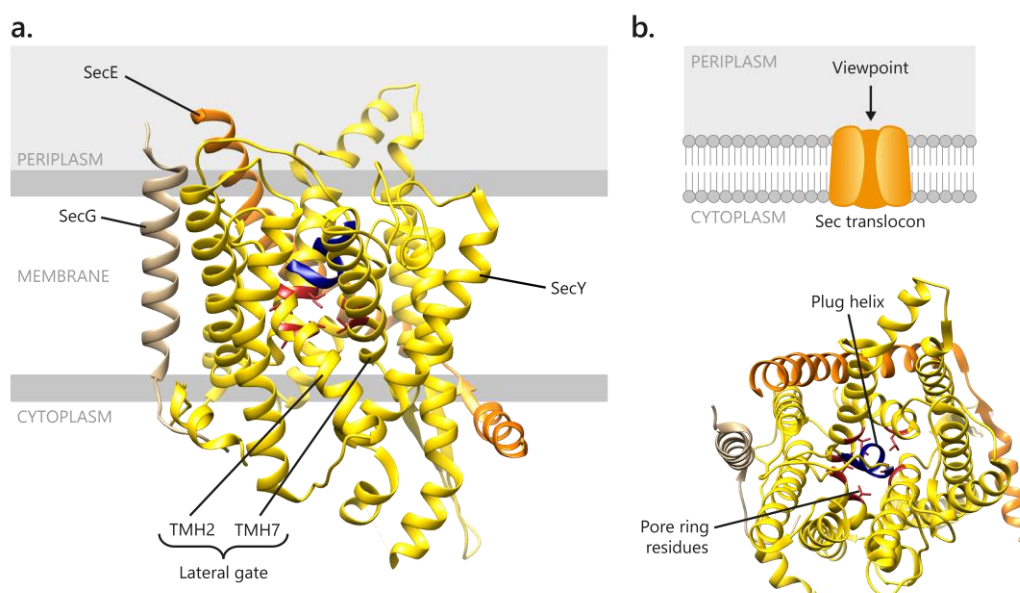 a.
SecE
PERIPLASM
SecG
MEMBRANE
SecY
CYTOPLASM
TMH2 TMH7
Lateral gate
b.
PERIPLASM
Viewpoint
CYTOPLASM
Sec translocon
Plug helix
Pore ring
residues